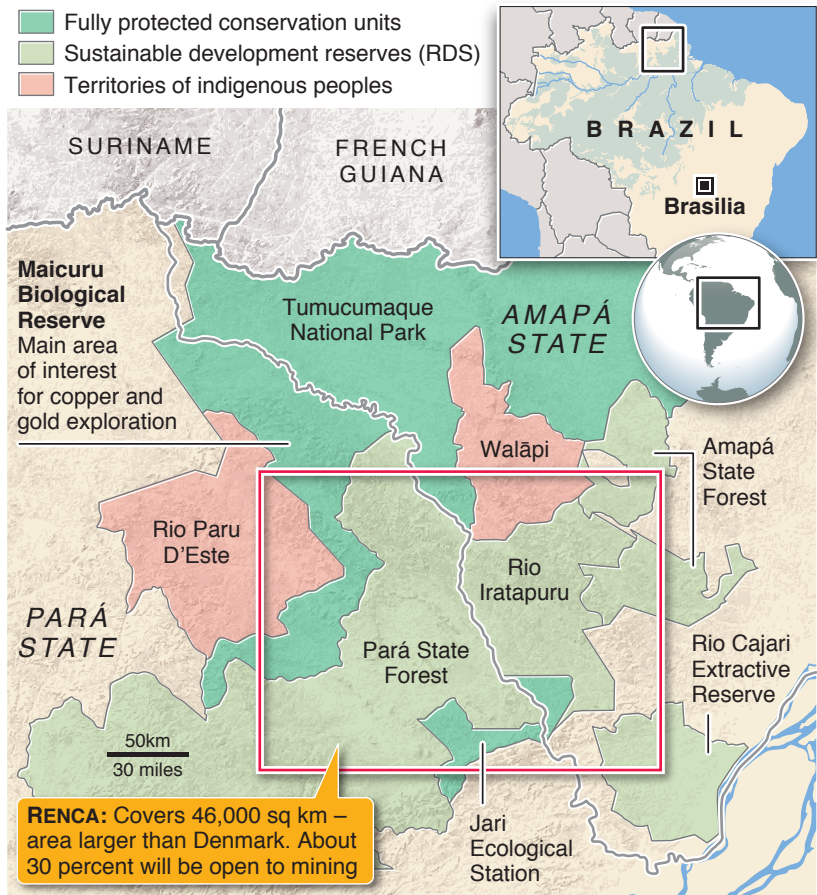 Fully protected conservation units
Sustainable development reserves (RDS)
Territories of indigenous peoples
SURINAME
FRENCH
GUIANA
BRAZIL
Brasilia
Maicuru
Biological
Reserve
Main area
of interest
for copper and
gold exploration
Tumucumaque
National Park
AMAPÁ
STATE
Walāpi
Amapá
State
Forest
Rio Paru
D'Este
Rio
Iratapuru
PARÁ
STATE
Pará State
Forest
Rio Cajari
Extractive
Reserve
50km
30 miles
RENCA: Covers 46,000 sq km –
area larger than Denmark. About
30 percent will be open to mining
Jari
Ecological
Station